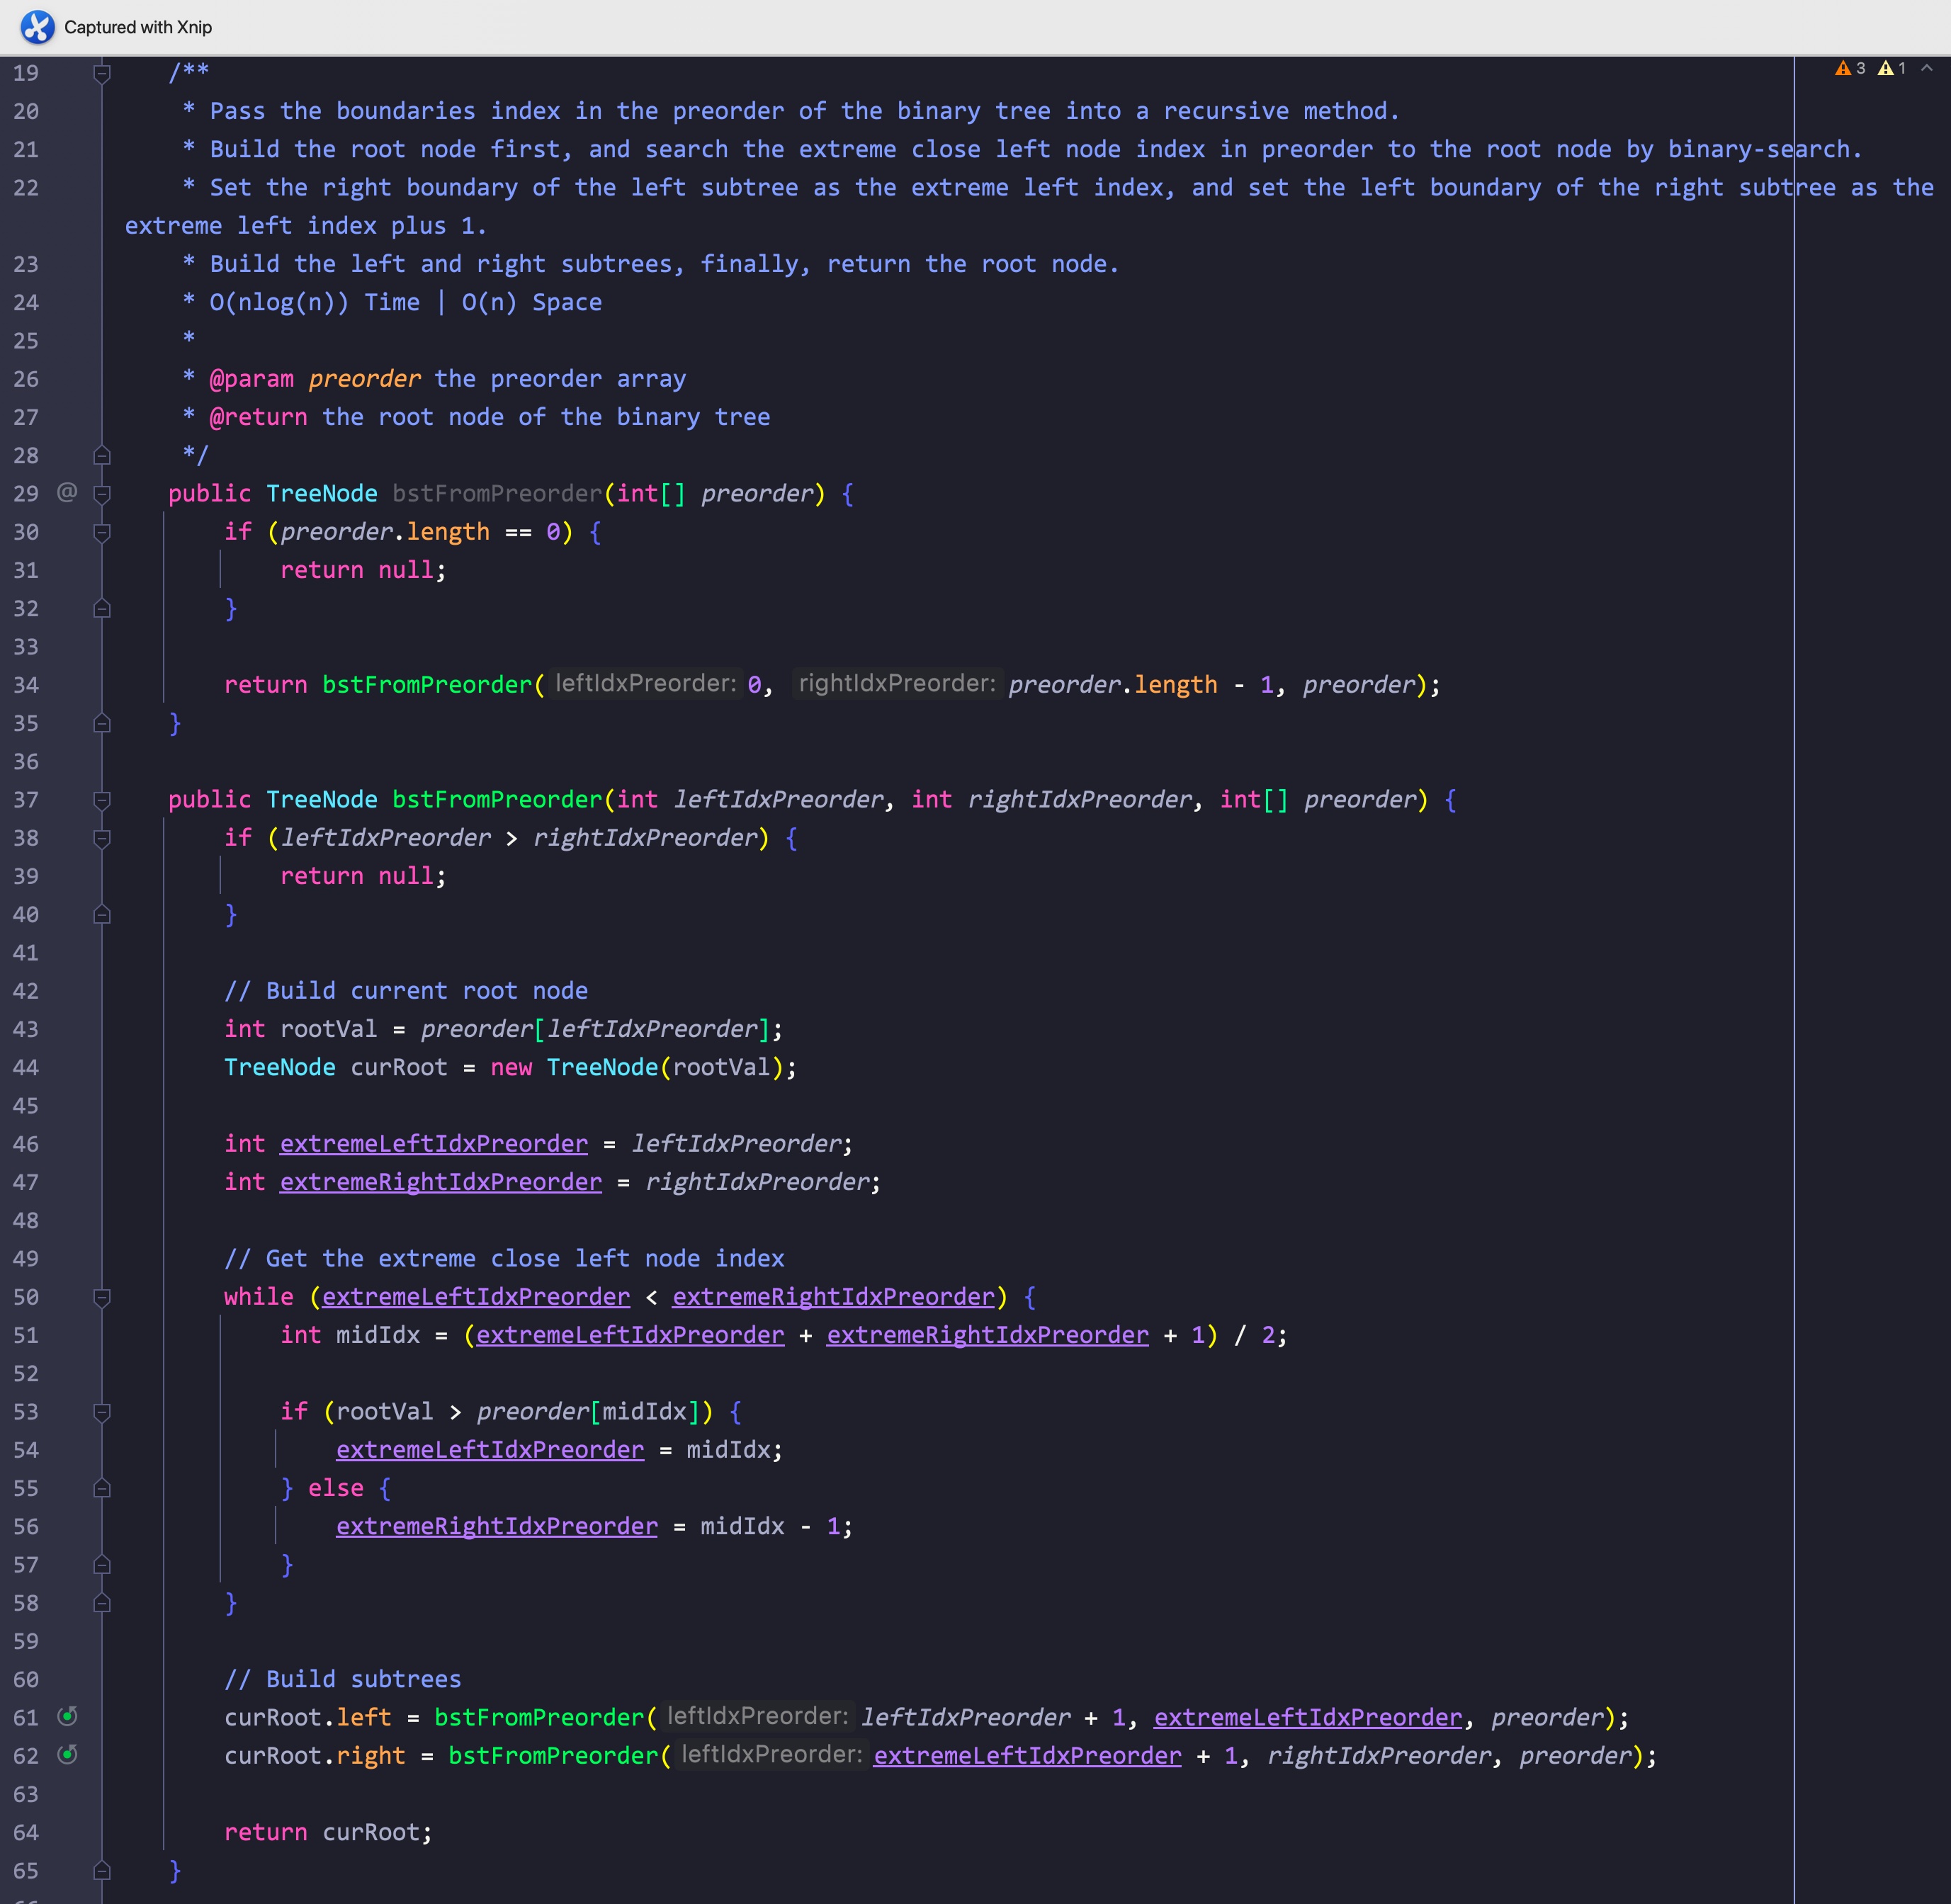 Captured with Xnip
3 1
19 /**
20 * Pass the boundaries index in the preorder of the binary tree into a recursive method.
21 * Build the root node first, and search the extreme close left node index in preorder to the root node by binary-search.
22 * Set the right boundary of the left subtree as the extreme left index, and set the left boundary of the right subtree as the
extreme left index plus 1.
23 * Build the left and right subtrees, finally, return the root node.
24 * O(nlog(n)) Time | O(n) Space
25 *
26 * @param preorder the preorder array
27 * @return the root node of the binary tree
28 */
29 @ public TreeNode bstFromPreorder(int[] preorder) {
30 if (preorder.length == 0) {
31 return null;
32 }
33
34 return bstFromPreorder( leftIdxPreorder: 0, rightIdxPreorder: preorder.length - 1, preorder);
35 }
36
37 public TreeNode bstFromPreorder(int leftIdxPreorder, int rightIdxPreorder, int[] preorder) {
38 if (leftIdxPreorder > rightIdxPreorder) {
39 return null;
40 }
41
42 // Build current root node
43 int rootVal = preorder[leftIdxPreorder];
44 TreeNode curRoot = new TreeNode(rootVal);
45
46 int extremeLeftIdxPreorder = leftIdxPreorder;
47 int extremeRightIdxPreorder = rightIdxPreorder;
48
49 // Get the extreme close left node index
50 while (extremeLeftIdxPreorder < extremeRightIdxPreorder) {
51 int midIdx = (extremeLeftIdxPreorder + extremeRightIdxPreorder + 1) / 2;
52
53 if (rootVal > preorder[midIdx]) {
54 extremeLeftIdxPreorder = midIdx;
55 } else {
56 extremeRightIdxPreorder = midIdx - 1;
57 }
58 }
59
60 // Build subtrees
61 curRoot.left = bstFromPreorder( leftIdxPreorder: leftIdxPreorder + 1, extremeLeftIdxPreorder, preorder);
62 curRoot.right = bstFromPreorder( leftIdxPreorder: extremeLeftIdxPreorder + 1, rightIdxPreorder, preorder);
63
64 return curRoot;
65 }